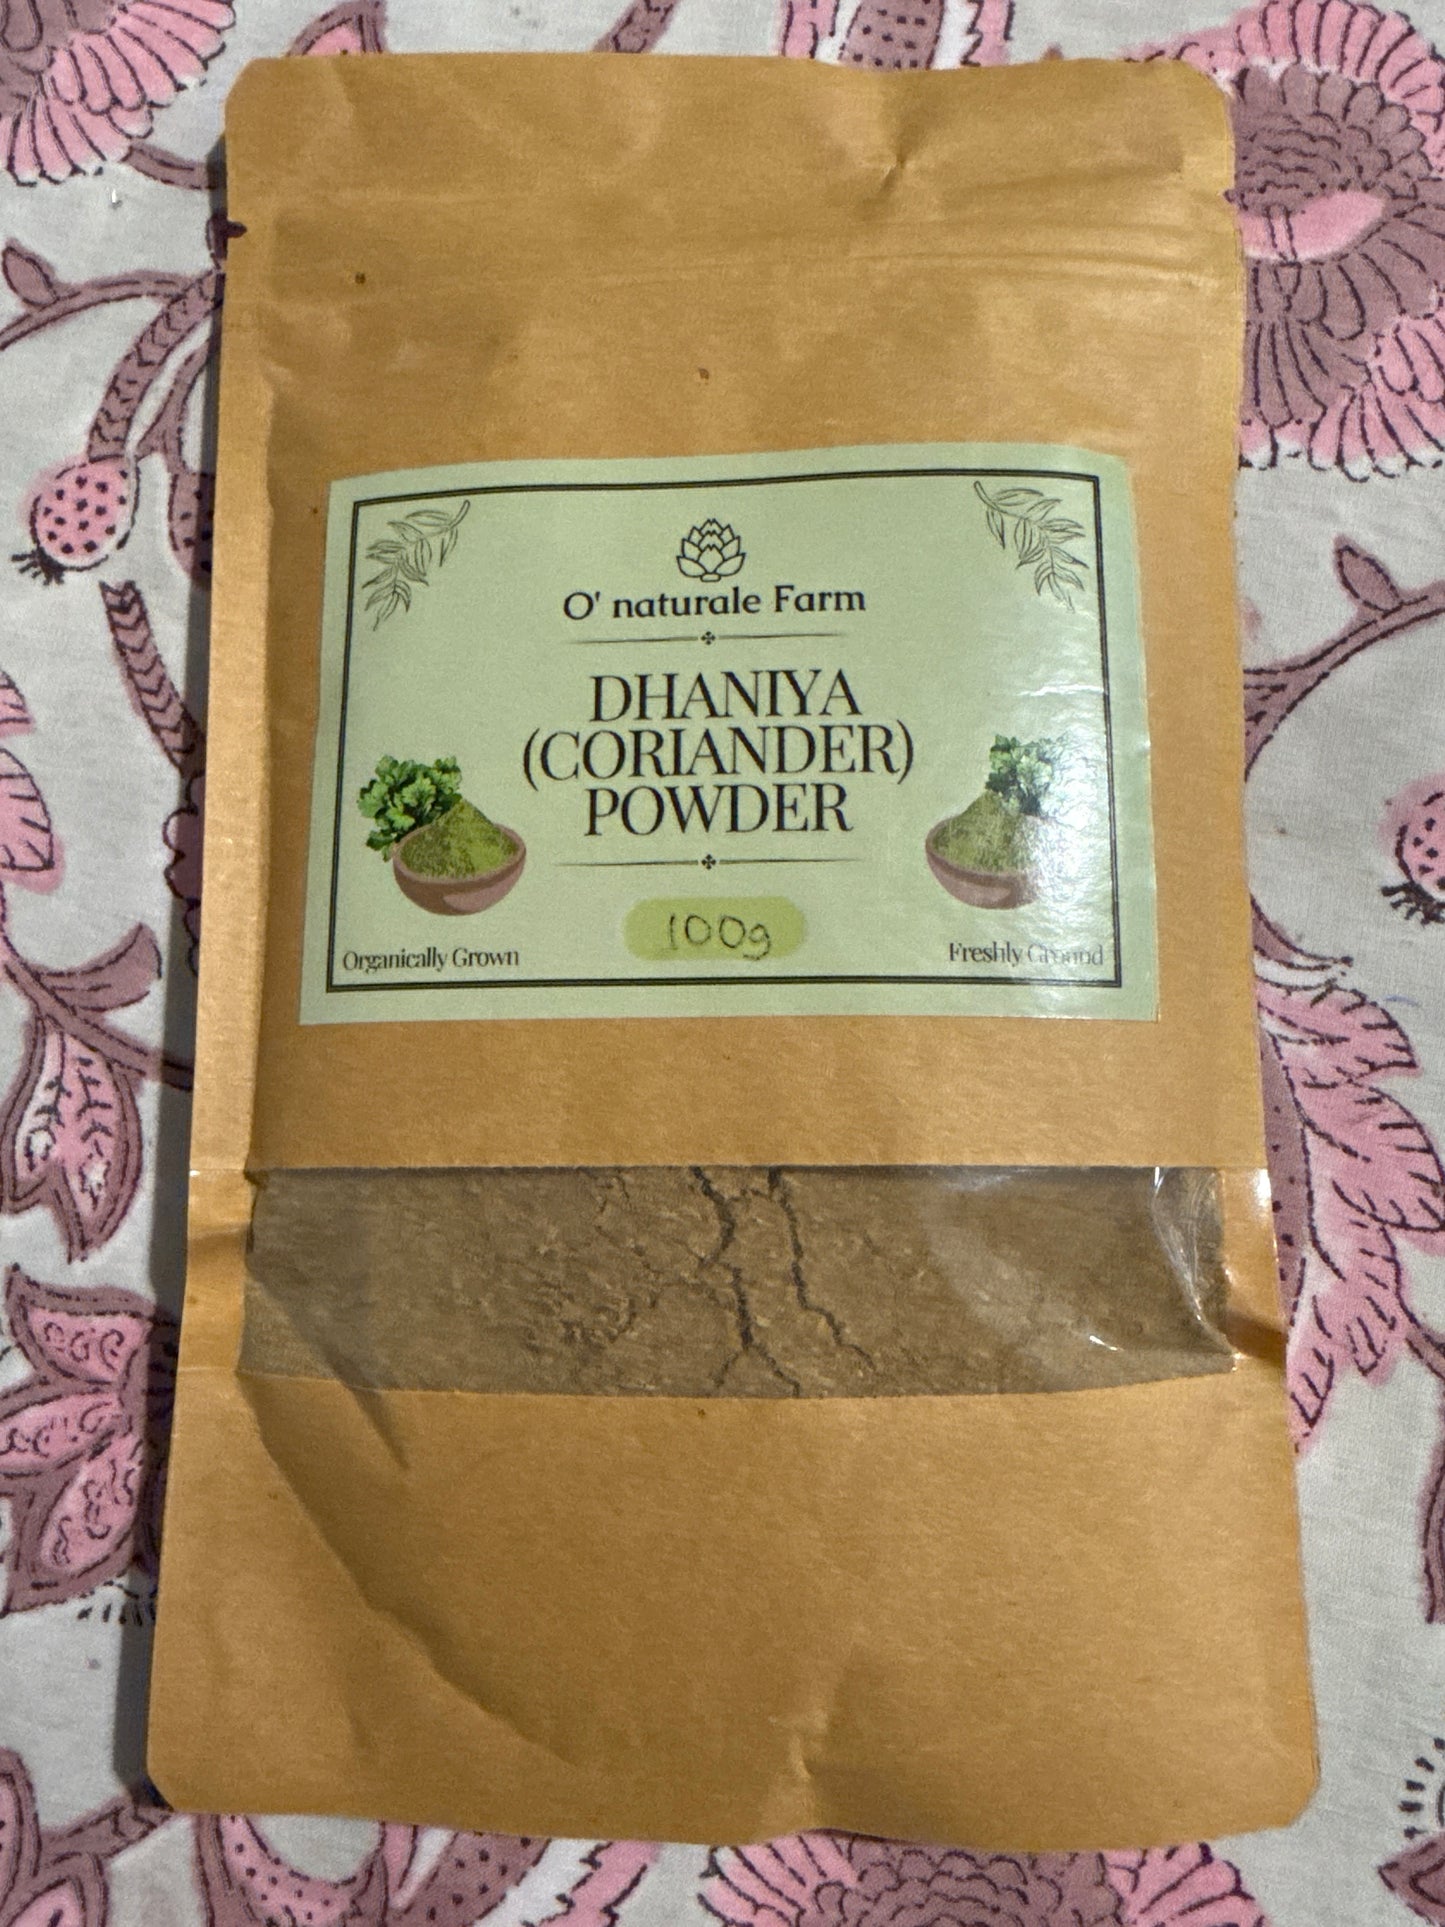 O' naturale Farm
DHANIYA
(CORIANDER)
POWDER
100g
Organically Grown
Freshly Ground